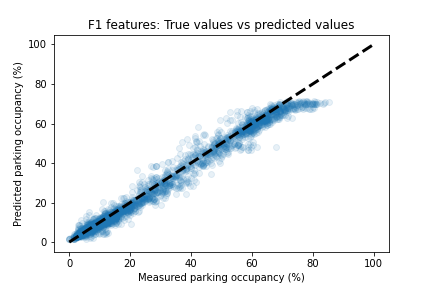 F1 features: True values vs predicted values
100
80
60
40
20
0
Predicted parking occupancy (%)
0 20 40 60 80 100
Measured parking occupancy (%)